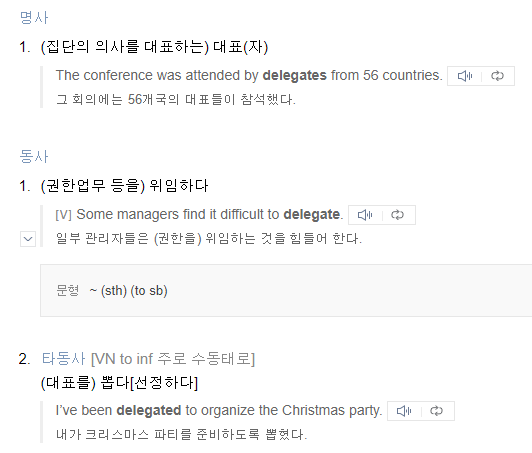 명사
1. (집단의 의사를 대표하는) 대표(자)
The conference was attended by delegates from 56 countries.
그 회의에는 56개국의 대표들이 참석했다.
동사
1. (권한업무 등을) 위임하다
[V] Some managers find it difficult to delegate.
일부 관리자들은 (권한을) 위임하는 것을 힘들어 한다.
문형 ~ (sth) (to sb)
2. 타동사 [VN to inf 주로 수동태로]
(대표를) 뽑다[선정하다]
I’ve been delegated to organize the Christmas party.
내가 크리스마스 파티를 준비하도록 뽑혔다.